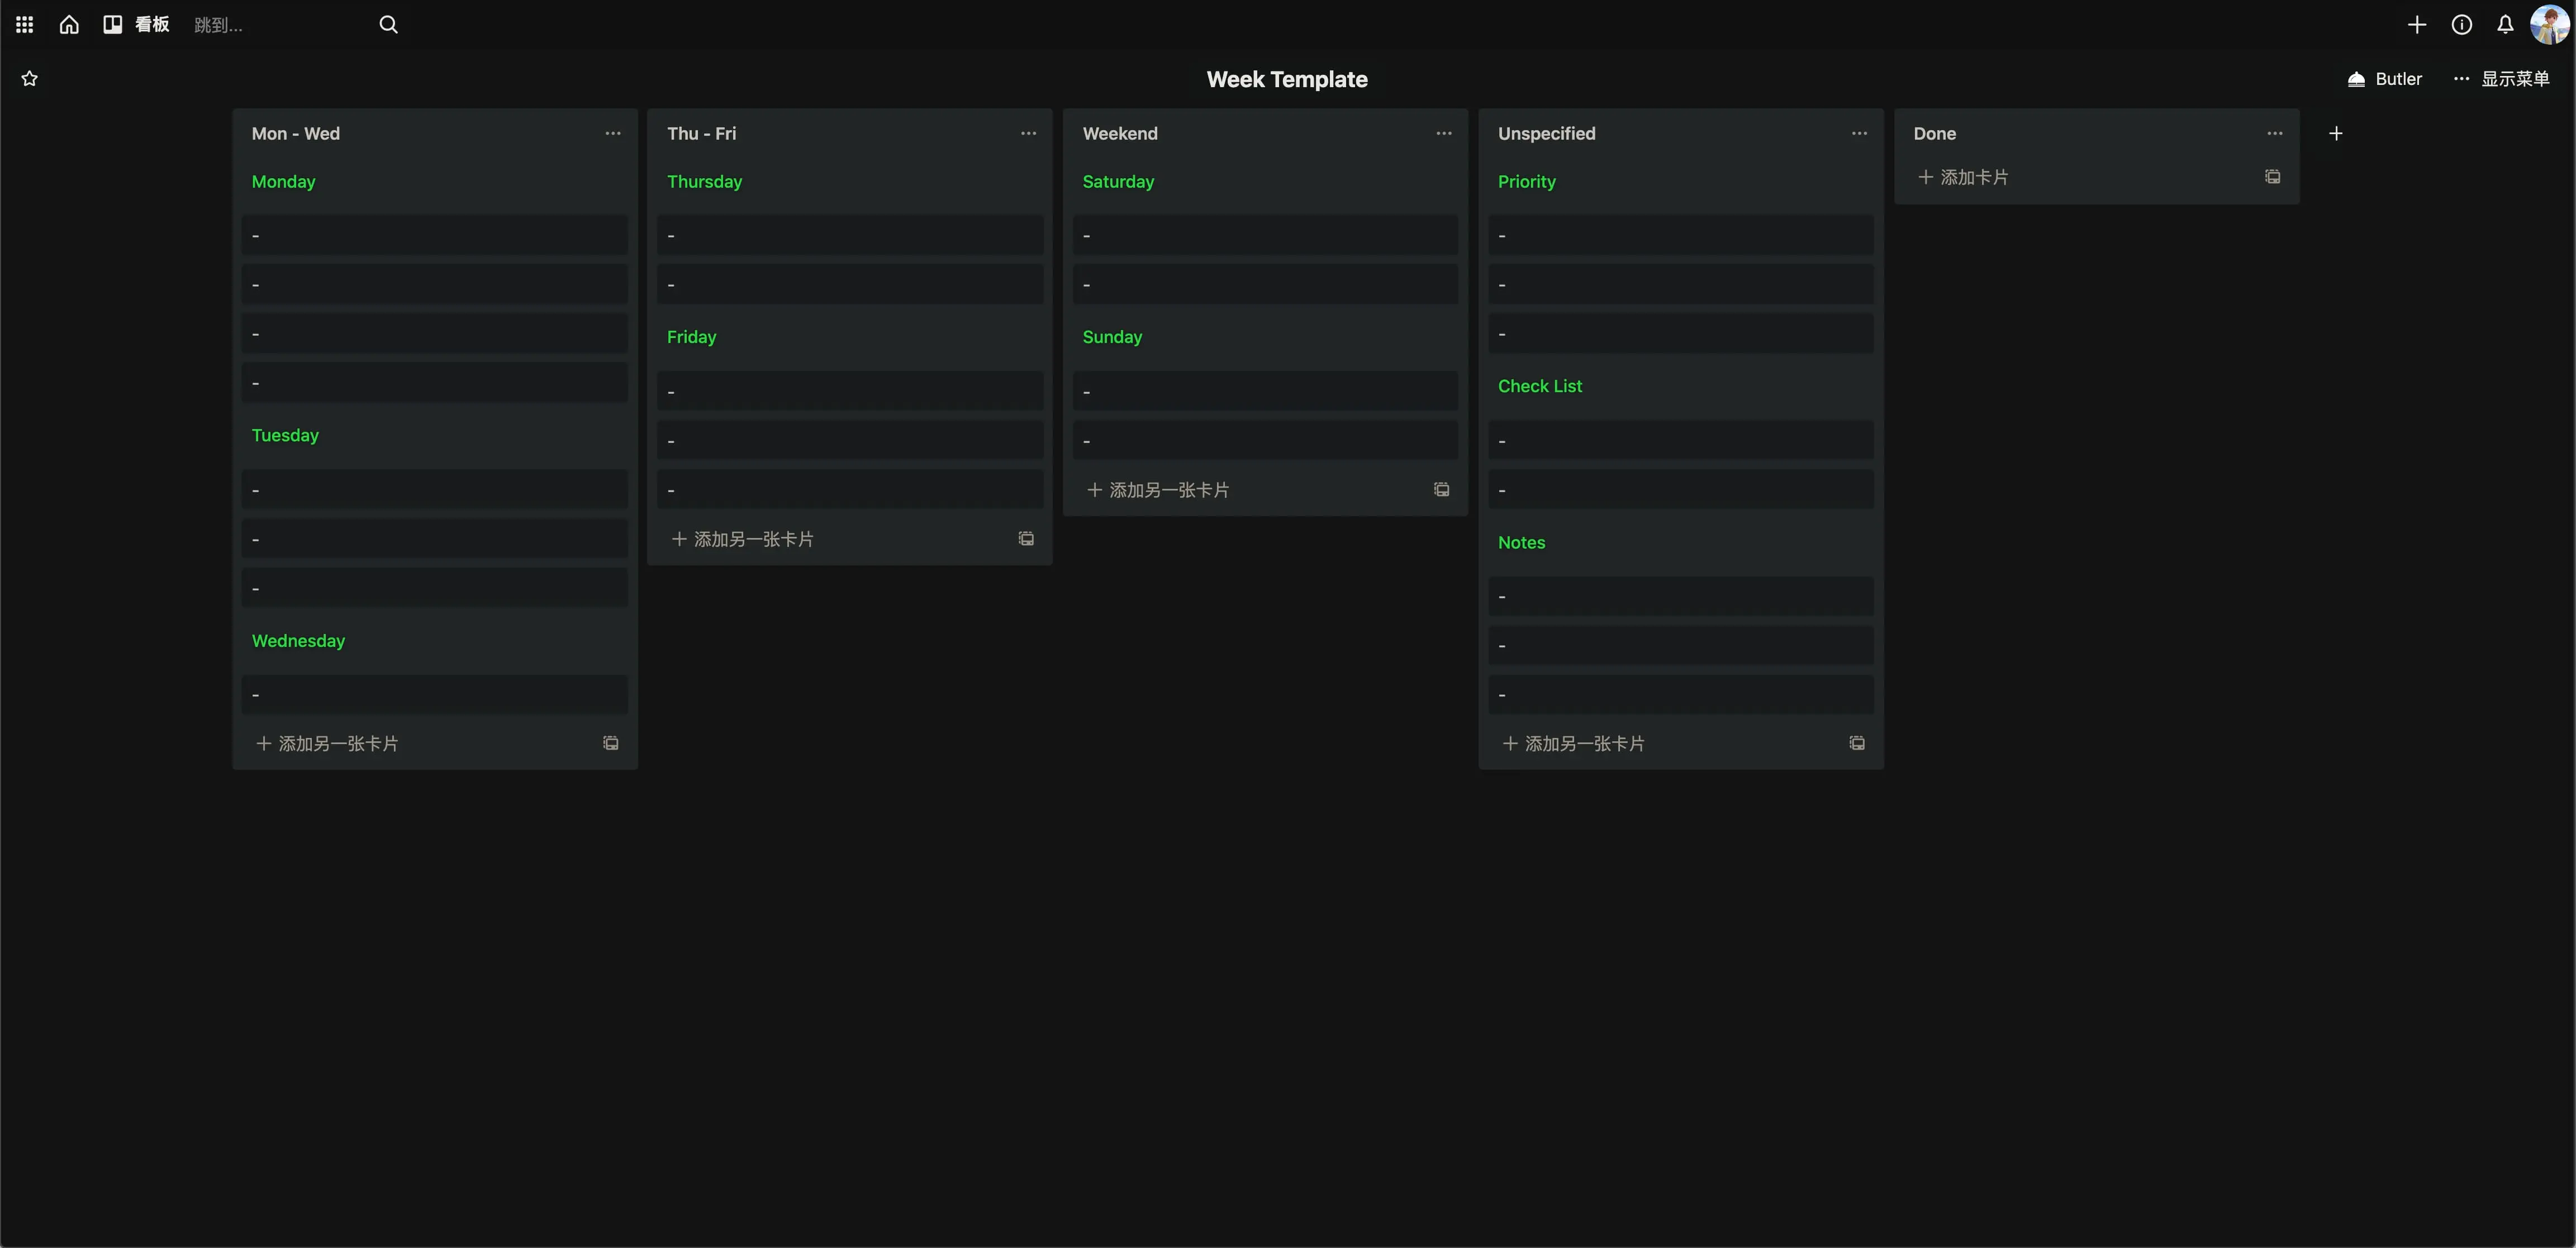 看板 跳到...
Week Template
Butler ... 显示菜单
Mon - Wed ...
Monday
-
-
-
-
Tuesday
-
-
-
Wednesday
-
+ 添加另一张卡片
Thu - Fri ...
Thursday
-
-
Friday
-
-
-
+ 添加另一张卡片
Weekend ...
Saturday
-
-
Sunday
-
-
+ 添加另一张卡片
Unspecified ...
Priority
-
-
-
Check List
-
-
Notes
-
-
-
+ 添加另一张卡片
Done ...
+ 添加卡片